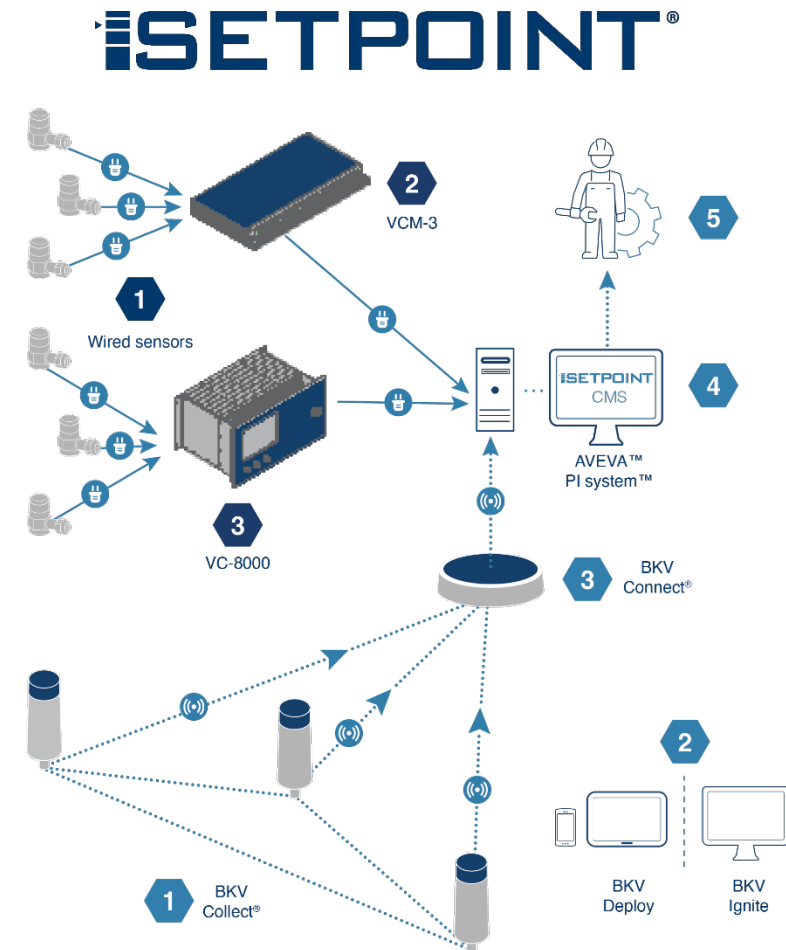 SETPOINT®
2
VCM-3
5
1
Wired sensors
SETPOINT
CMS
4
AVEVA™
PI system™
3
VC-8000
3
BKV
Connect®
2
1
BKV
Collect®
BKV
Deploy
BKV
Ignite